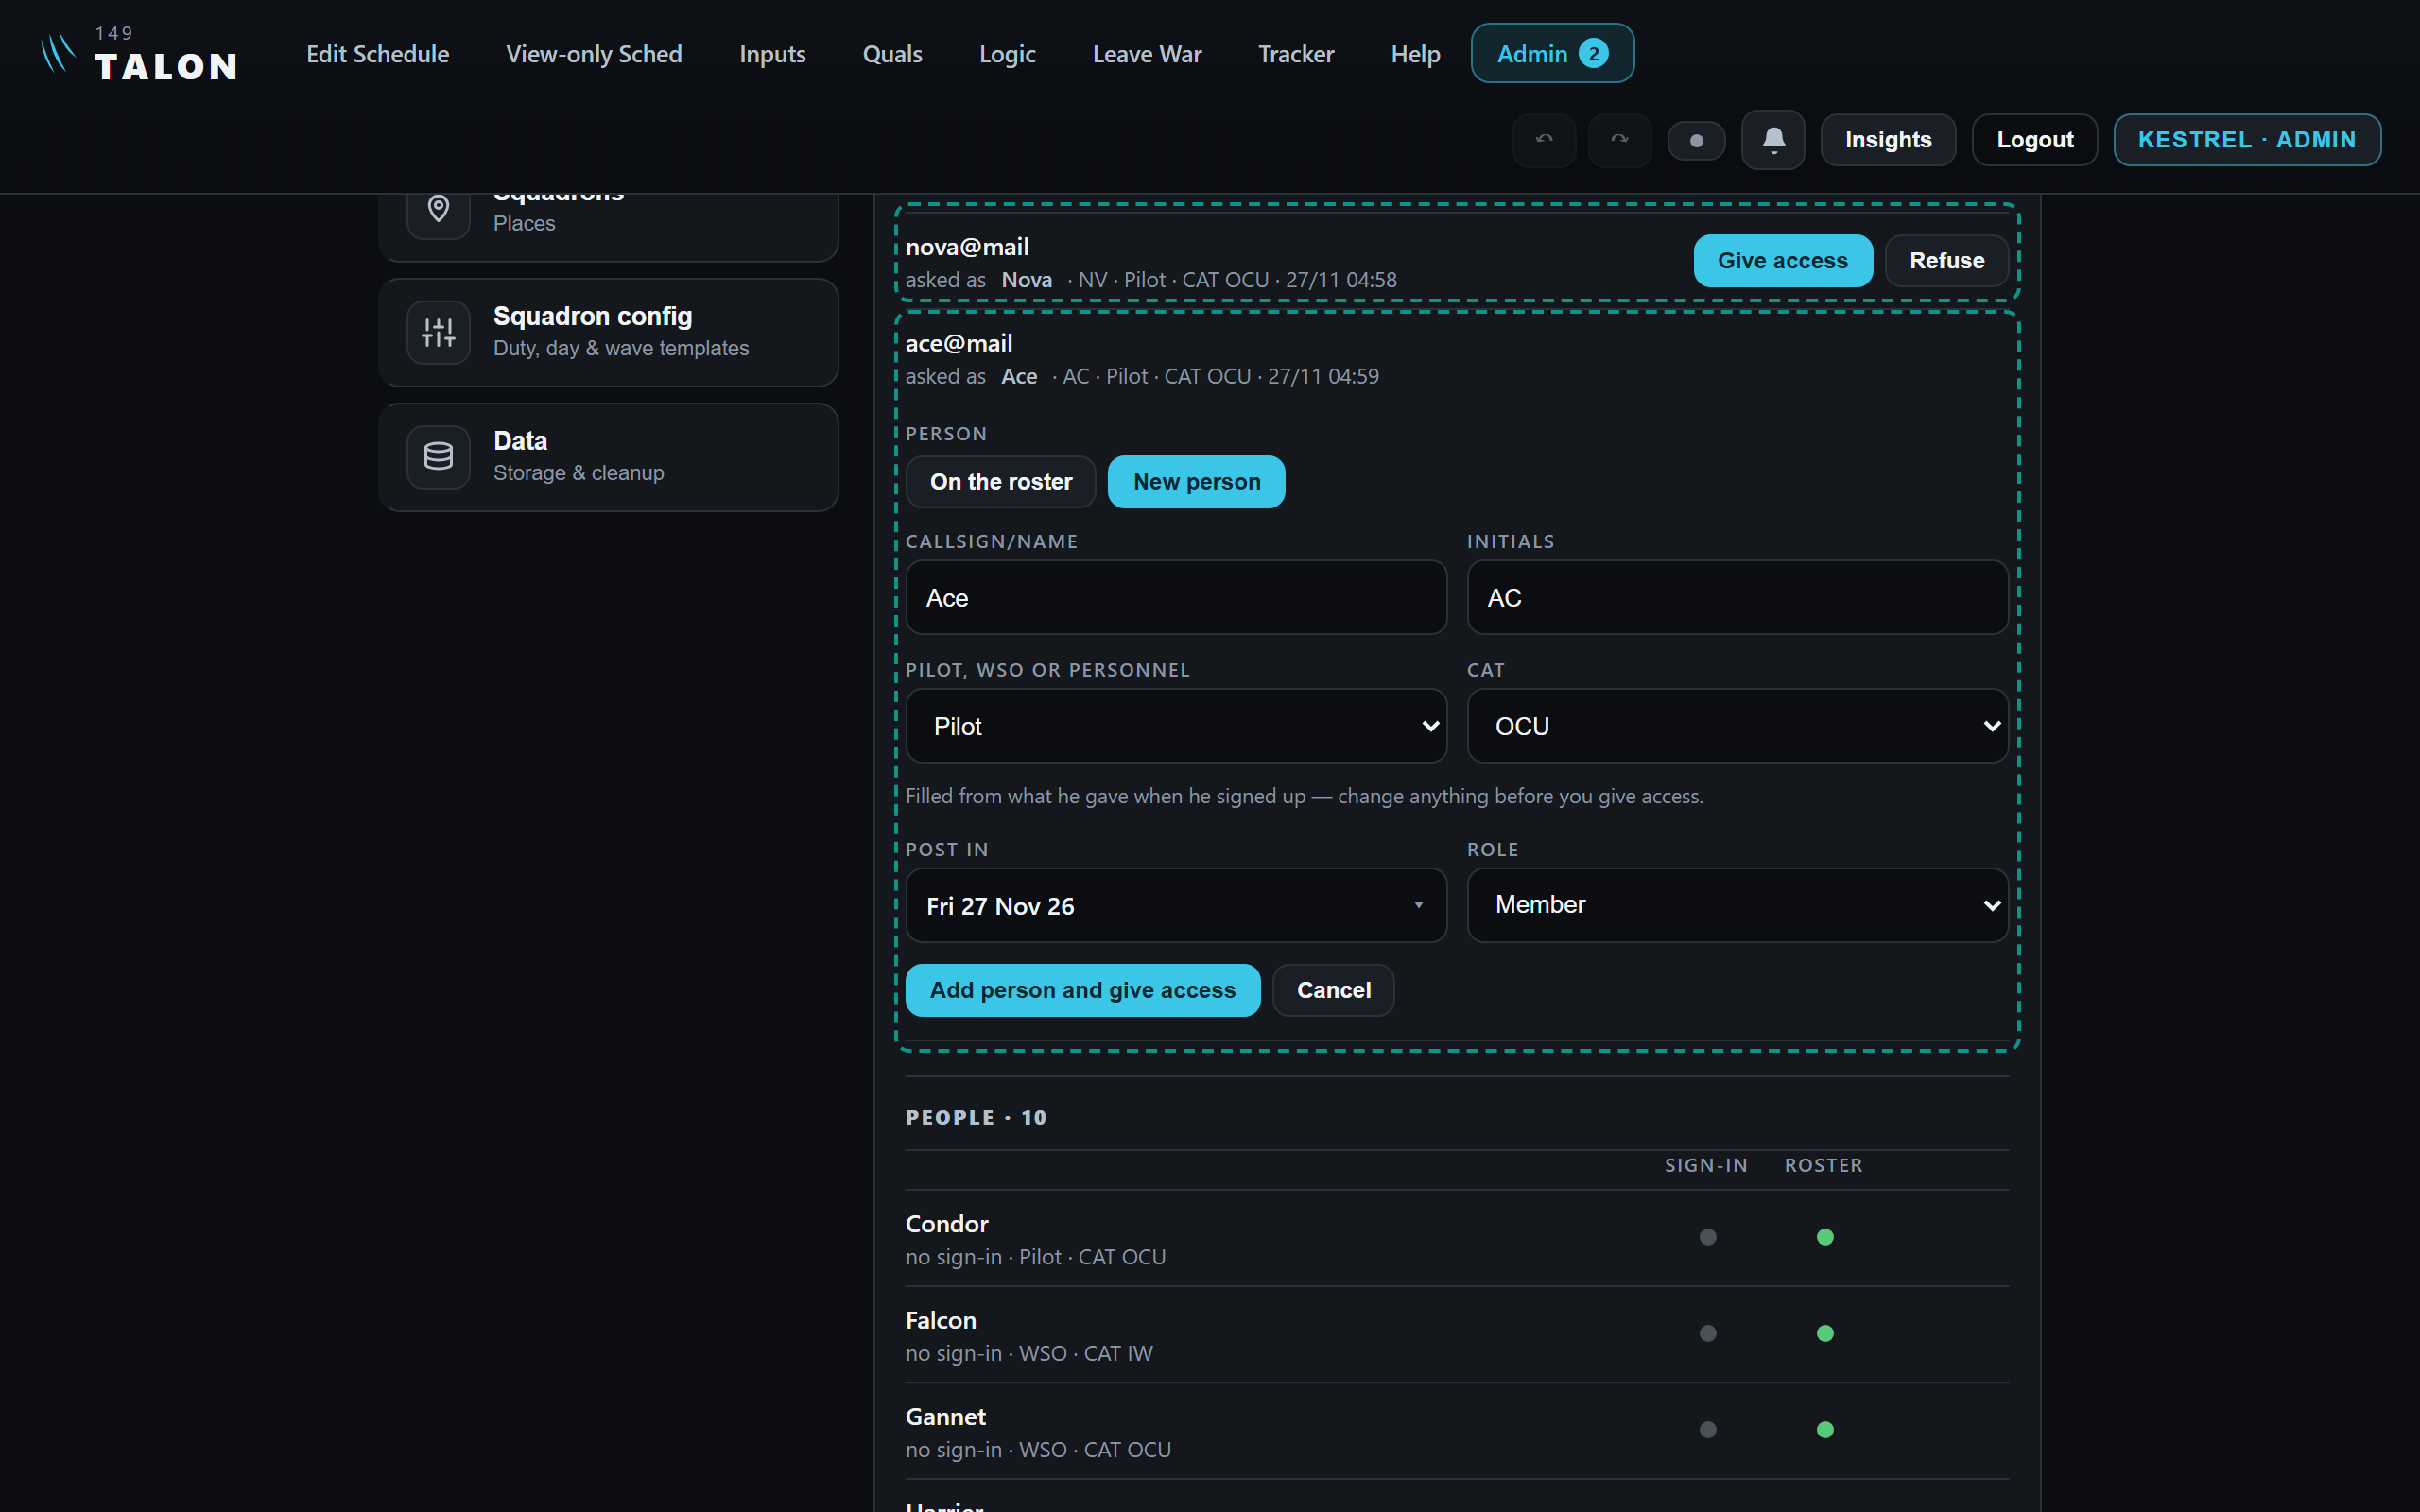 149
TALON
Edit Schedule
View-only Sched
Inputs
Quals
Logic
Leave War
Tracker
Help
Admin 2
Insights
Logout
KESTREL · ADMIN
Squadrons
Places
Squadron config
Duty, day & wave templates
Data
Storage & cleanup
nova@mail
asked as Nova · NV · Pilot · CAT OCU · 27/11 04:58
Give access
Refuse
ace@mail
asked as Ace · AC · Pilot · CAT OCU · 27/11 04:59
PERSON
On the roster
New person
CALLSIGN/NAME
INITIALS
Ace
AC
PILOT, WSO OR PERSONNEL
CAT
Pilot
OCU
Filled from what he gave when he signed up — change anything before you give access.
POST IN
ROLE
Fri 27 Nov 26
Member
Add person and give access
Cancel
PEOPLE · 10
SIGN-IN
ROSTER
Condor
no sign-in · Pilot · CAT OCU
Falcon
no sign-in · WSO · CAT IW
Gannet
no sign-in · WSO · CAT OCU